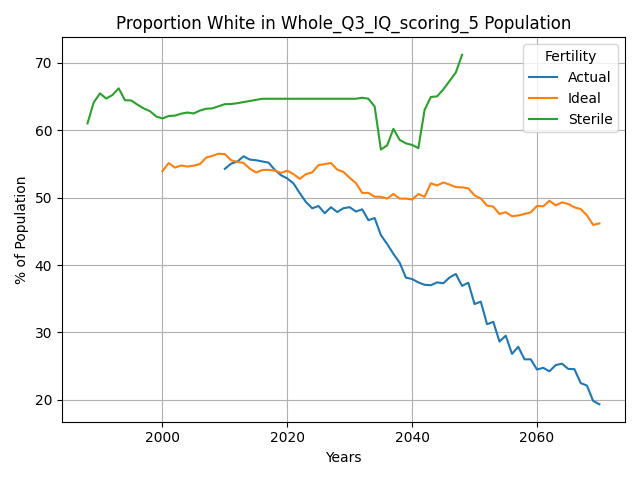 Proportion White in Whole_Q3_IQ_scoring_5 Population
Fertility
Actual
Ideal
Sterile
% of Population
70
60
50
40
30
20
2000
2020
2040
2060
Years